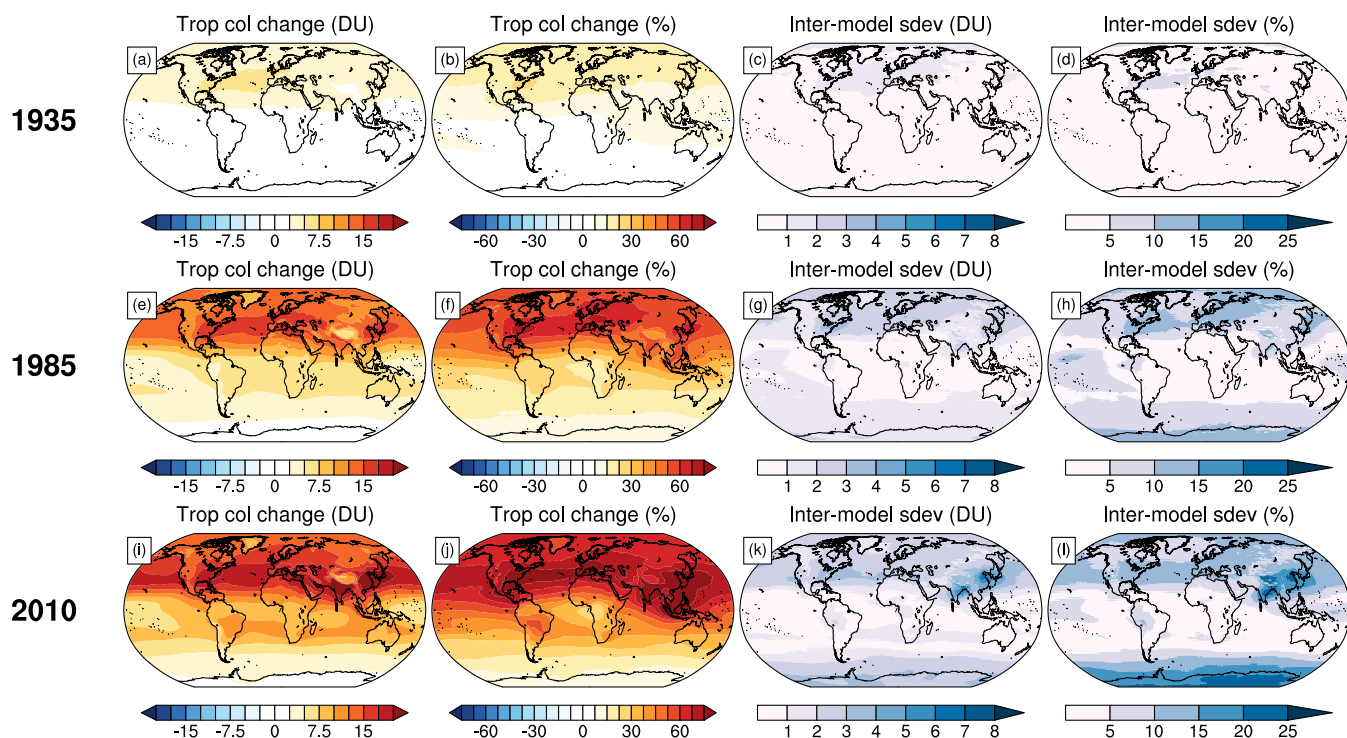 Trop col change (DU) Trop col change (%) Inter-model sdev (DU) Inter-model sdev (%)
(a) (b) (c) (d)
1935
-15 -7.5 0 7.5 15 -60 -30 0 30 60 1 2 3 4 5 6 7 8 5 10 15 20 25
Trop col change (DU) Trop col change (%) Inter-model sdev (DU) Inter-model sdev (%)
(e) (f) (g) (h)
1985
-15 -7.5 0 7.5 15 -60 -30 0 30 60 1 2 3 4 5 6 7 8 5 10 15 20 25
Trop col change (DU) Trop col change (%) Inter-model sdev (DU) Inter-model sdev (%)
(i) (j) (k) (l)
2010
-15 -7.5 0 7.5 15 -60 -30 0 30 60 1 2 3 4 5 6 7 8 5 10 15 20 25